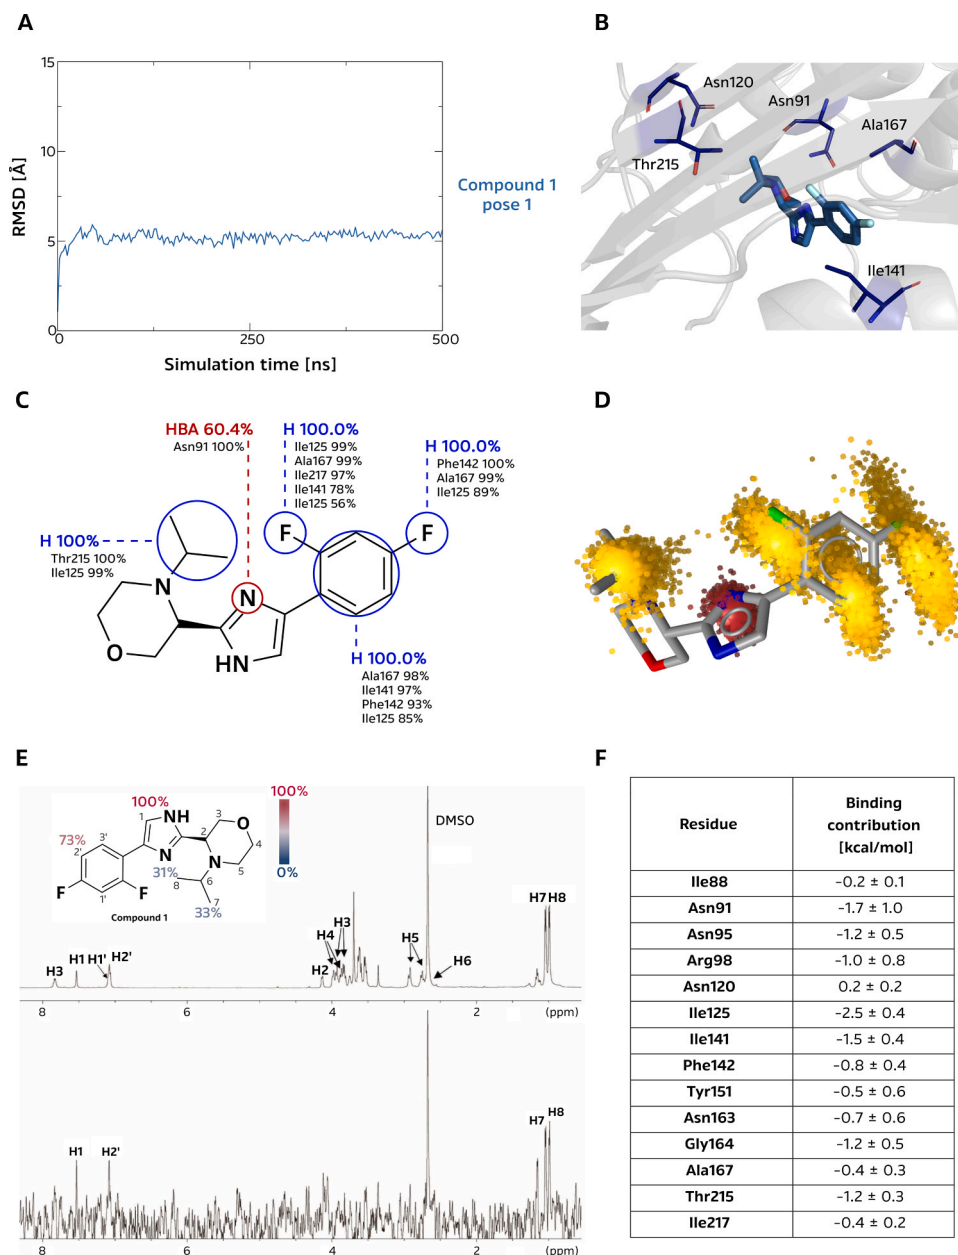 A
15
10
5
0
0
250
500
RMSD [Å]
Simulation time [ns]
Compound 1
pose 1
B
Asn120
Asn91
Ala167
Thr215
Ile141
C
HBA 60.4%
Asn91 100%
H 100.0%
Ile125 99%
Ala167 99%
Ile217 97%
Ile141 78%
Ile125 56%
H 100.0%
Phe142 100%
Ala167 99%
Ile125 89%
H 100%
Thr215 100%
Ile125 99%
F
F
N
N
O
HN
H 100.0%
Ala167 98%
Ile141 97%
Phe142 93%
Ile125 85%
D
E
100%
100%
0%
73%
31%
33%
1
NH
3
O
2
4
3'
2'
N
N
5
6
8
7
F
F
1'
Compound 1
DMSO
H7 H8
H3
H4
H5
H6
H3 H1 H1' H2'
H2
8
6
4
2
(ppm)
H7
H8
H1
H2'
8
6
4
2
(ppm)
F
Residue
Binding
contribution
[kcal/mol]
Ile88 -0.2 ± 0.1
Asn91 -1.7 ± 1.0
Asn95 -1.2 ± 0.5
Arg98 -1.0 ± 0.8
Asn120 0.2 ± 0.2
Ile125 -2.5 ± 0.4
Ile141 -1.5 ± 0.4
Phe142 -0.8 ± 0.4
Tyr151 -0.5 ± 0.6
Asn163 -0.7 ± 0.6
Gly164 -1.2 ± 0.5
Ala167 -0.4 ± 0.3
Thr215 -1.2 ± 0.3
Ile217 -0.4 ± 0.2